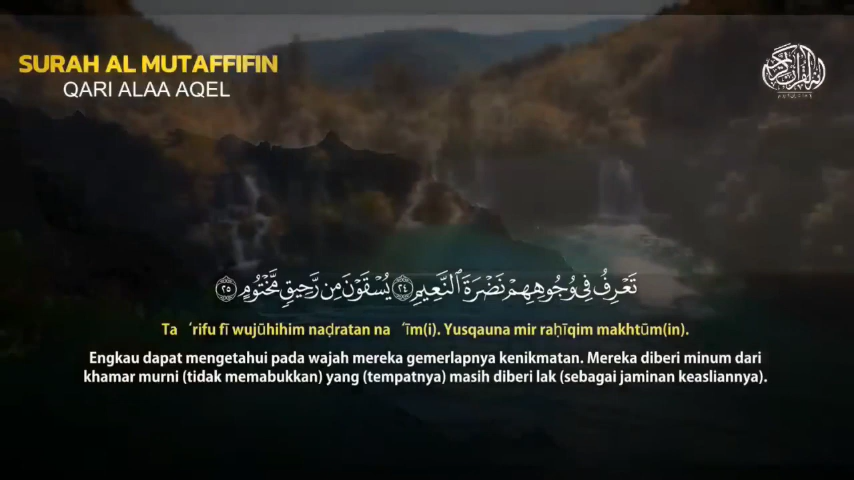 SURAH AL MUTAFFIFIN
QARI ALAA AQEL
تَعْرِفُ فِي وُجُوهِهِمْ نَضْرَةَ ٱلنَّعِيمِ ٢٤ يُسْقَوْنَ مِن رَّحِيقٍ مَّخْتُومٍ ٢٥
Ta‘rifu fī wujūhihim naḍratan na‘īm(i). Yusqauna mir raḥīqim makhtūm(in).
Engkau dapat mengetahui pada wajah mereka gemerlapnya kenikmatan. Mereka diberi minum dari
khamar murni (tidak memabukkan) yang (tempatnya) masih diberi lak (sebagai jaminan keasliannya).